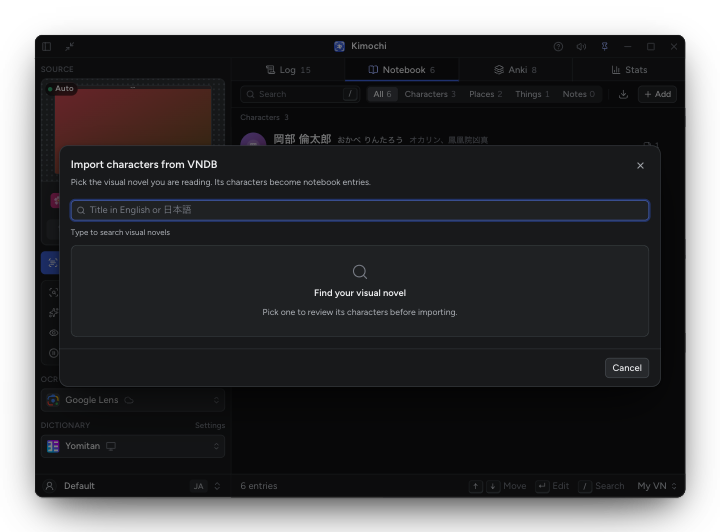 Kimochi
SOURCE
Auto
Log 15
Notebook 6
Anki 8
Stats
Search /
All 6
Characters 3
Places 2
Things 1
Notes 0
+ Add
Characters 3
岡部 倫太郎 おかべ りんたろう オカリン、鳳凰院凶真
Import characters from VNDB
Pick the visual novel you are reading. Its characters become notebook entries.
Title in English or 日本語
Type to search visual novels
Find your visual novel
Pick one to review its characters before importing.
Cancel
Google Lens
DICTIONARY
Settings
Yomitan
Default
JA
6 entries
↑ ↓ Move
↵ Edit
/ Search
My VN